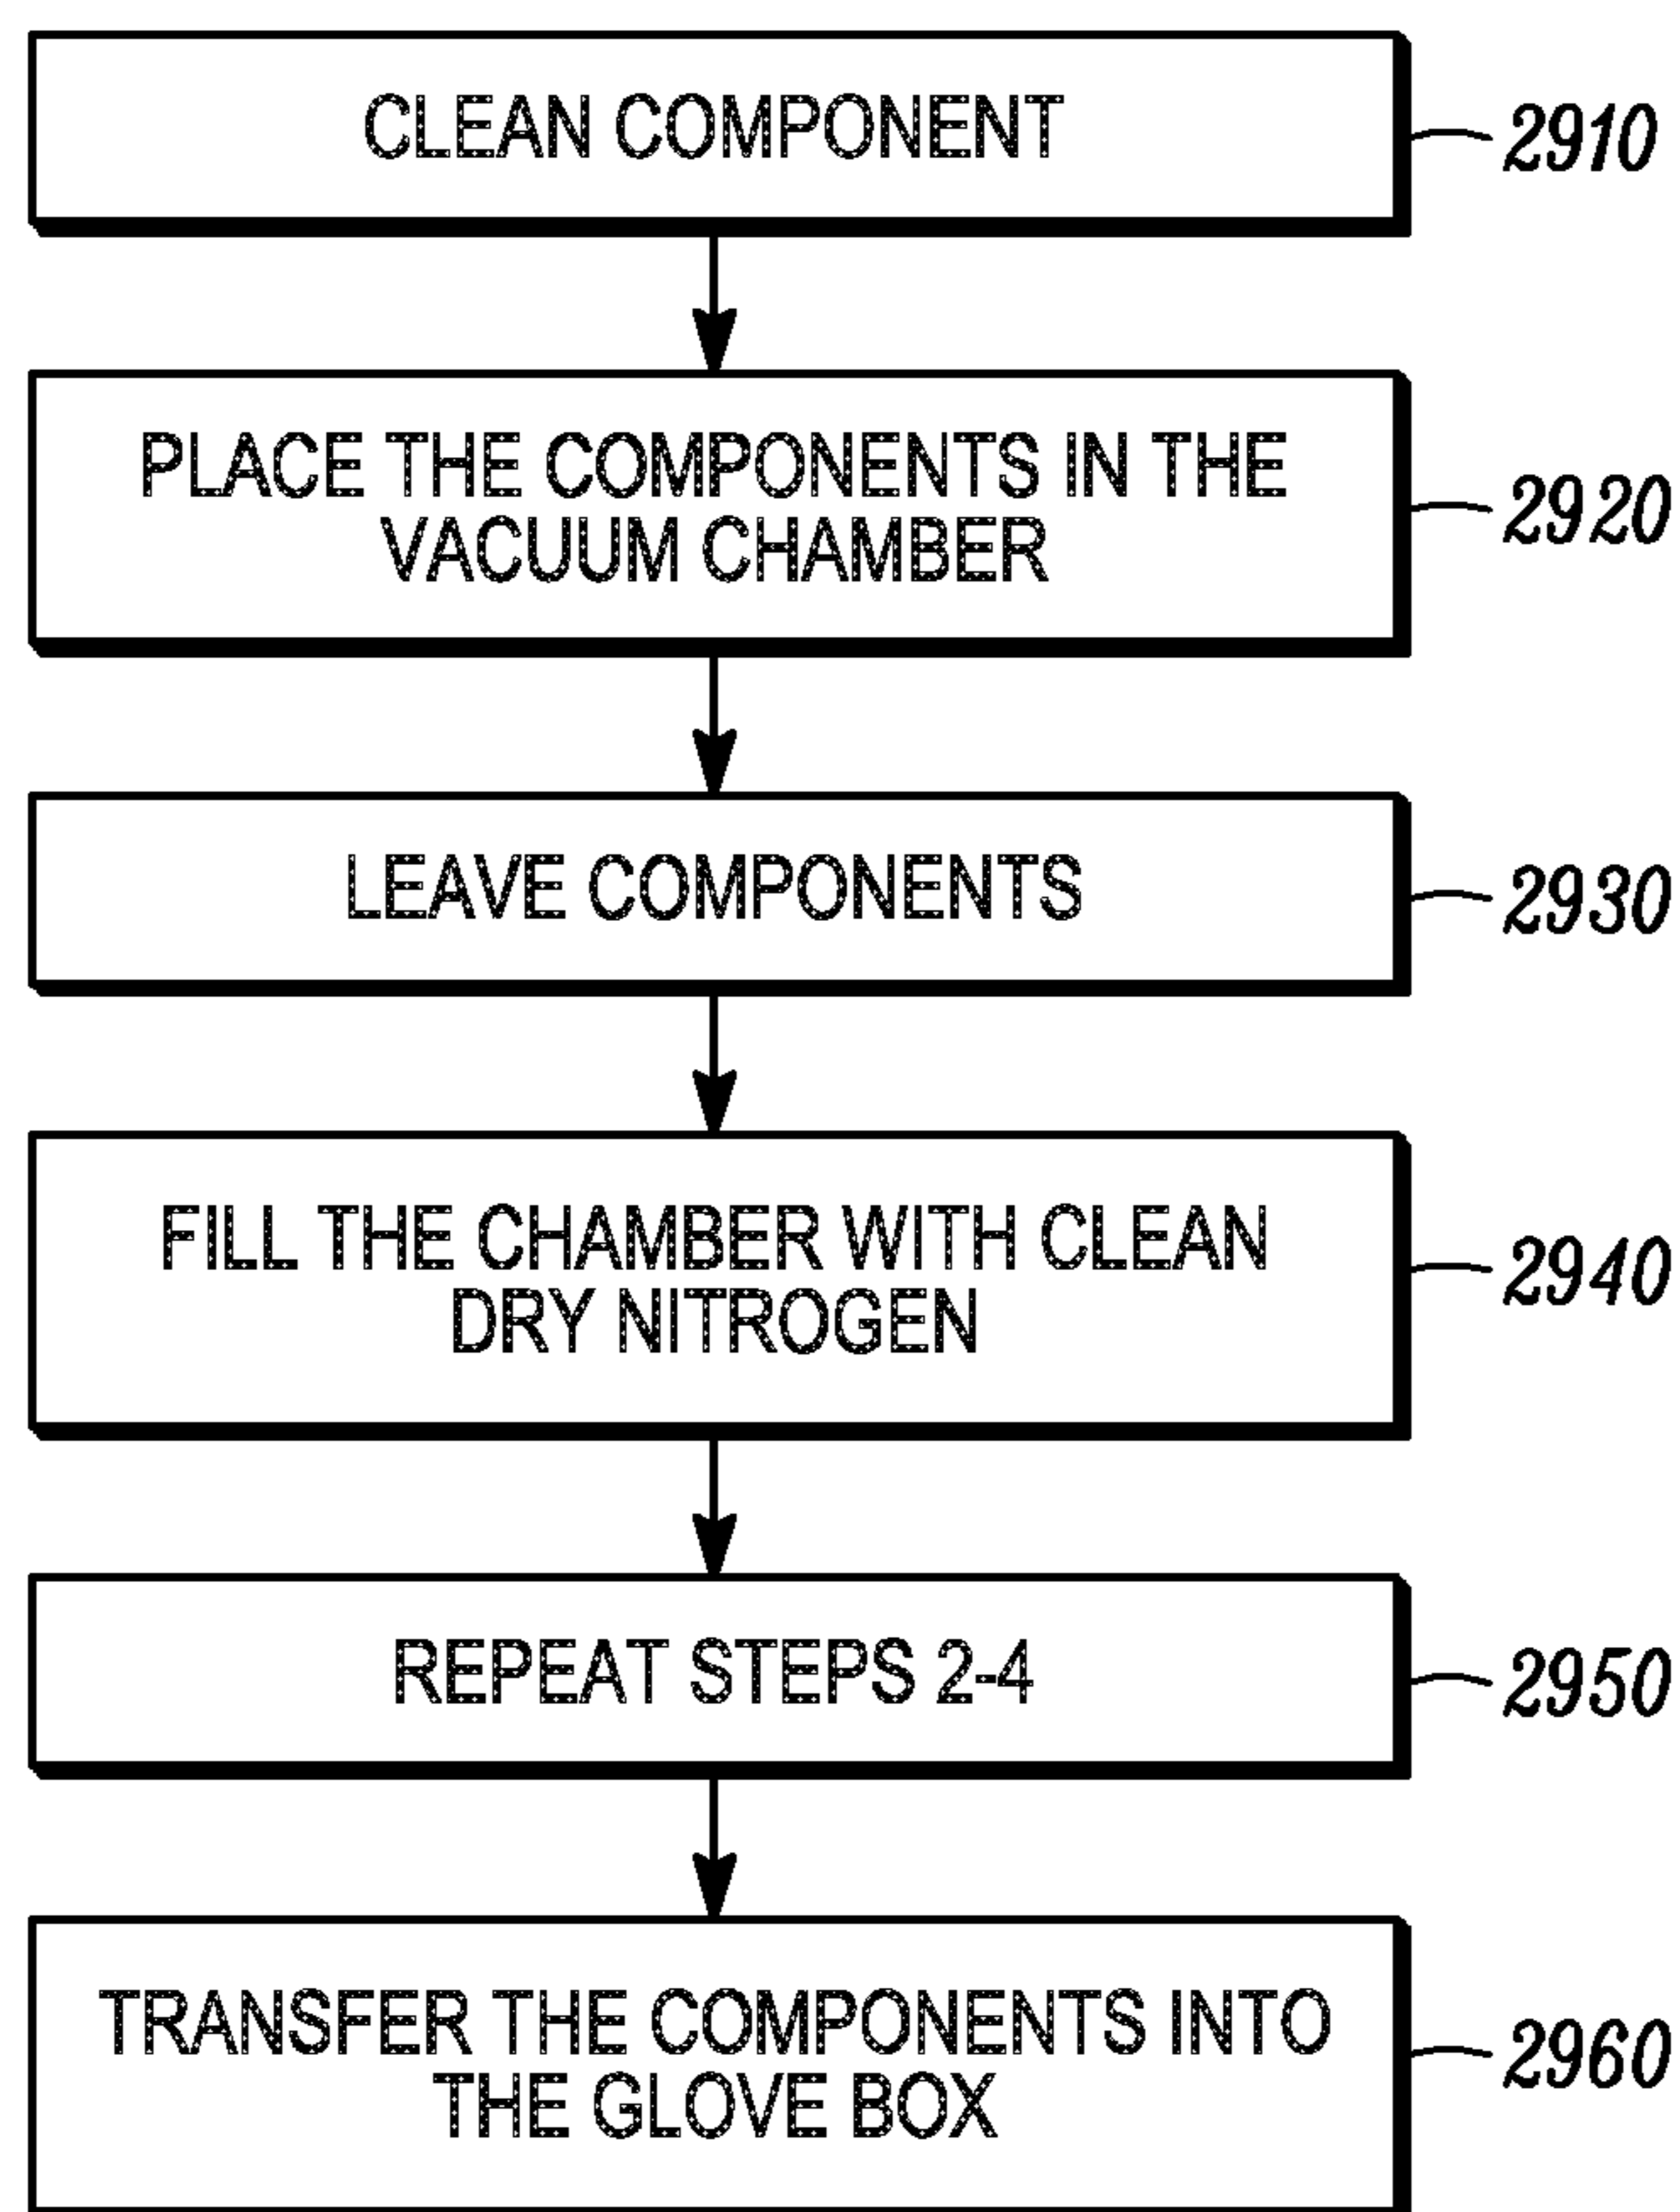 CLEAN COMPONENT
2910
PLACE THE COMPONENTS IN THE
VACUUM CHAMBER
2920
LEAVE COMPONENTS
2930
FILL THE CHAMBER WITH CLEAN
DRY NITROGEN
2940
REPEAT STEPS 2-4
2950
TRANSFER THE COMPONENTS INTO
THE GLOVE BOX
2960